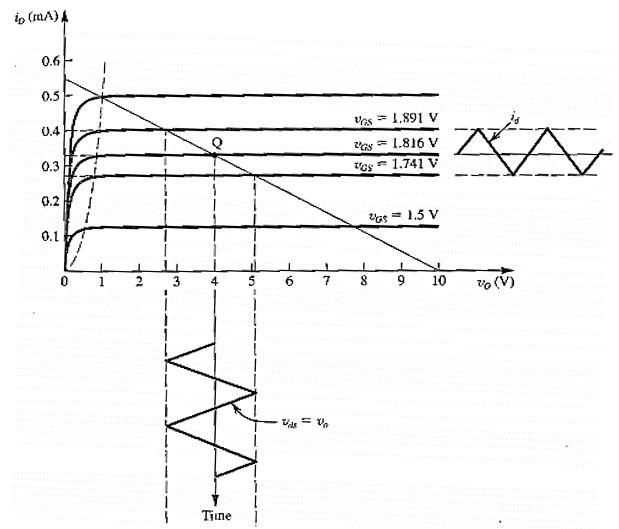 i_D (mA)
0.6
0.5
v_GS = 1.891 V
i_d
0.4
Q
v_GS = 1.816 V
0.3
v_GS = 1.741 V
0.2
v_GS = 1.5 V
0.1
0 1 2 3 4 5 6 7 8 9 10 v_O (V)
v_ds = v_o
Time